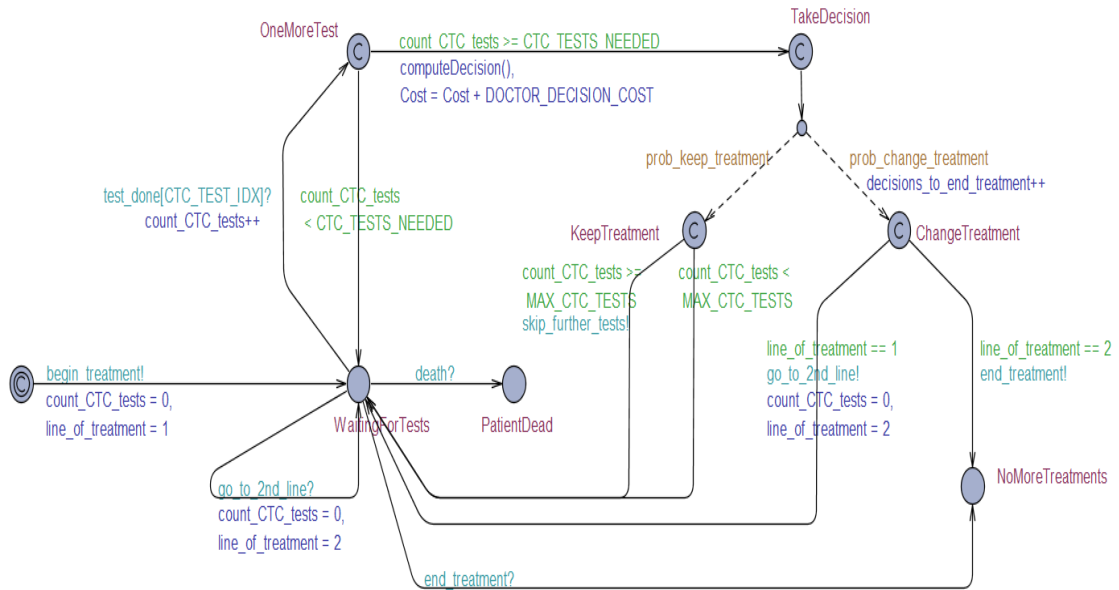 TakeDecision
OneMoreTest
C
C
count_CTC_tests >= CTC_TESTS_NEEDED
computeDecision(),
Cost = Cost + DOCTOR_DECISION_COST
prob_keep_treatment
prob_change_treatment
decisions_to_end_treatment++
test_done[CTC_TEST_IDX]?
count_CTC_tests++
count_CTC_tests
< CTC_TESTS_NEEDED
C
KeepTreatment
C
ChangeTreatment
count_CTC_tests >=
MAX_CTC_TESTS
skip_further_tests!
count_CTC_tests <
MAX_CTC_TESTS
line_of_treatment == 1
go_to_2nd_line!
count_CTC_tests = 0,
line_of_treatment = 2
line_of_treatment == 2
end_treatment!
C
begin_treatment!
count_CTC_tests = 0,
line_of_treatment = 1
death?
WaitingForTests
PatientDead
NoMoreTreatments
go_to_2nd_line?
count_CTC_tests = 0,
line_of_treatment = 2
end_treatment?